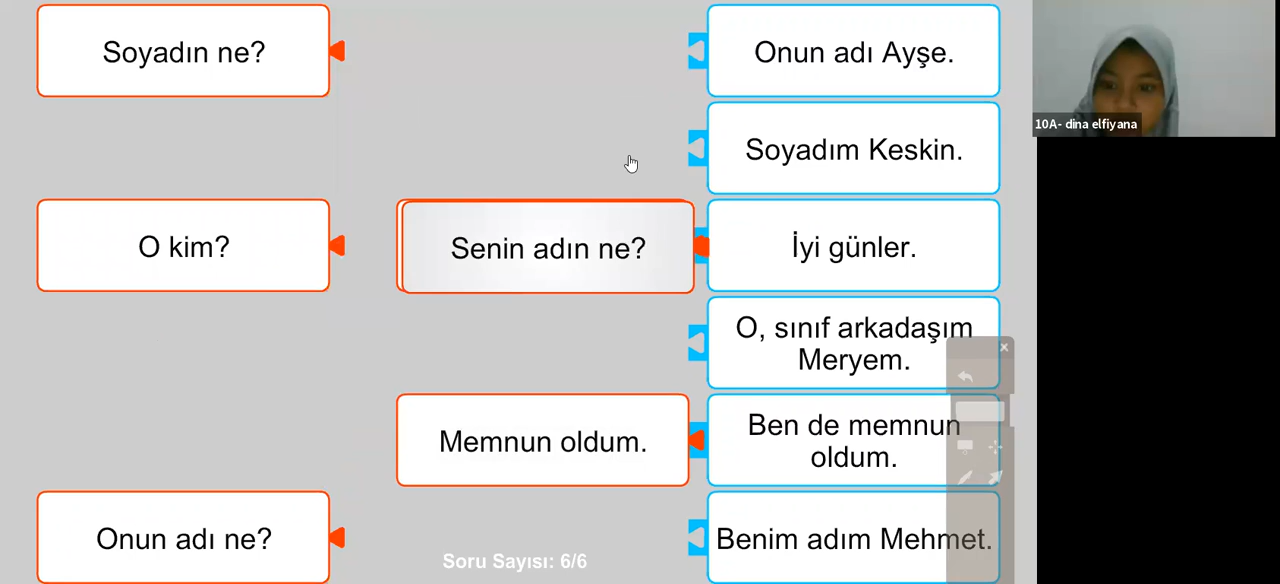 Soyadın ne?
Onun adı Ayşe.
10A- dina elfiyana
Soyadım Keskin.
O kim?
Senin adın ne?
İyi günler.
O, sınıf arkadaşım
Meryem.
Memnun oldum.
Ben de memnun
oldum.
Onun adı ne?
Benim adım Mehmet.
Soru Sayısı: 6/6